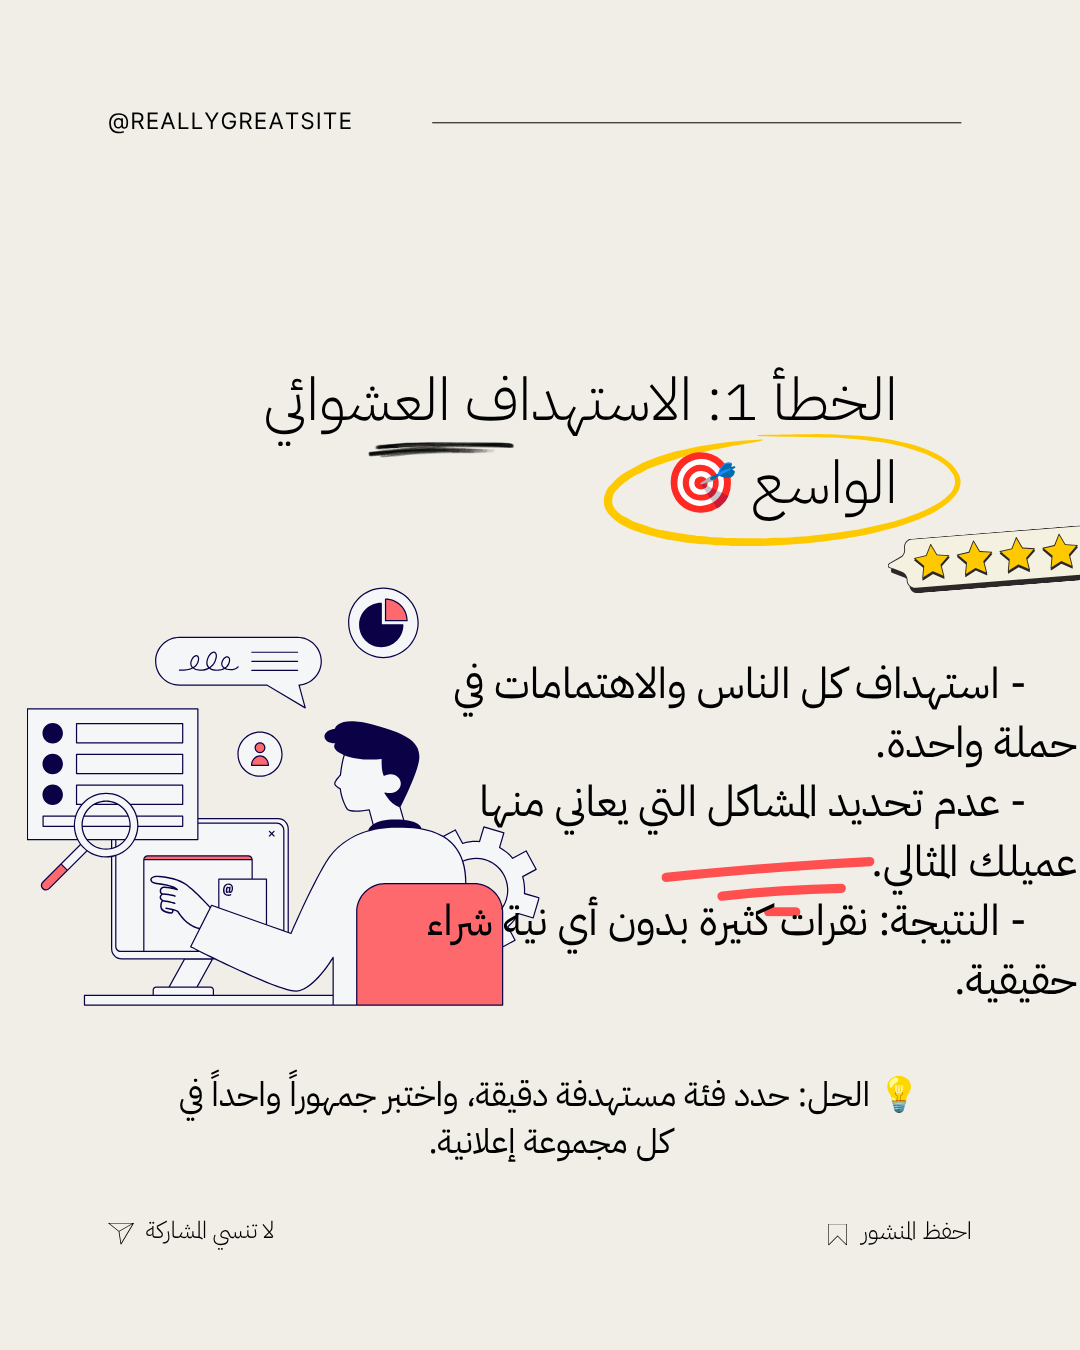 @REALLYGREATSITE
الخطأ 1: الاستهداف العشوائي
الواسع 🎯
- استهداف كل الناس والاهتمامات في
حملة واحدة.
- عدم تحديد المشاكل التي يعاني منها
عميلك المثالي.
- النتيجة: نقرات كثيرة بدون أي نية شراء
حقيقية.
@
💡 الحل: حدد فئة مستهدفة دقيقة، واختبر جمهوراً واحداً في
كل مجموعة إعلانية.
احفظ المنشور
لا تنسي المشاركة